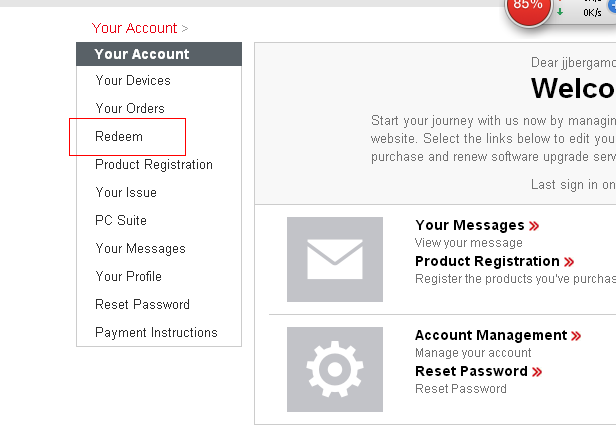 85%
0K/s
Your Account >
Your Account
Your Devices
Your Orders
Redeem
Product Registration
Your Issue
PC Suite
Your Messages
Your Profile
Reset Password
Payment Instructions
Dear jjbergamo
Welco
Start your journey with us now by managin
website. Select the links below to edit you
purchase and renew software upgrade serv
Last sign in on
Your Messages »
View your message
Product Registration »
Register the products you've purchas
Account Management »
Manage your account
Reset Password »
Reset Password